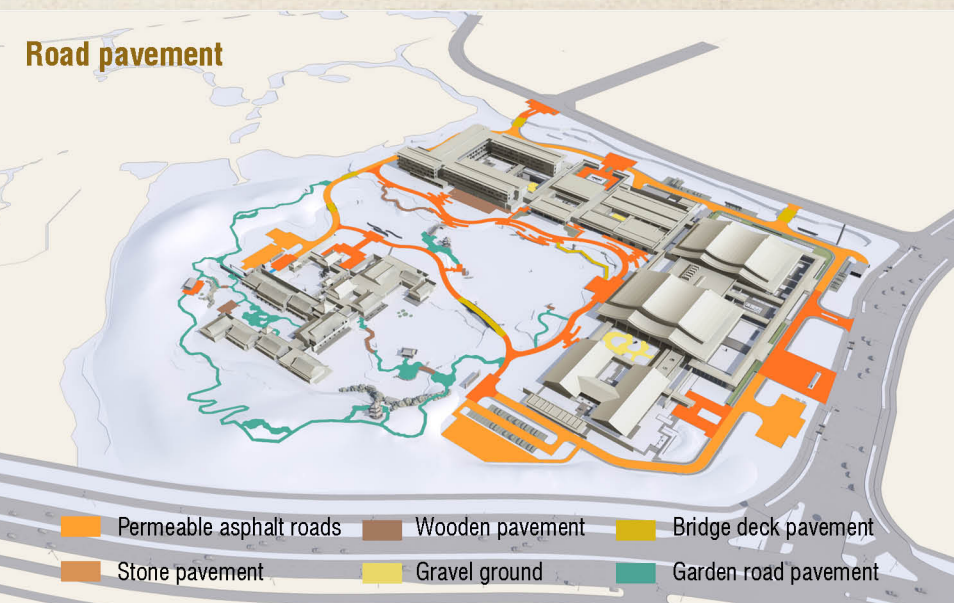 Road pavement
Permeable asphalt roads
Wooden pavement
Bridge deck pavement
Stone pavement
Gravel ground
Garden road pavement